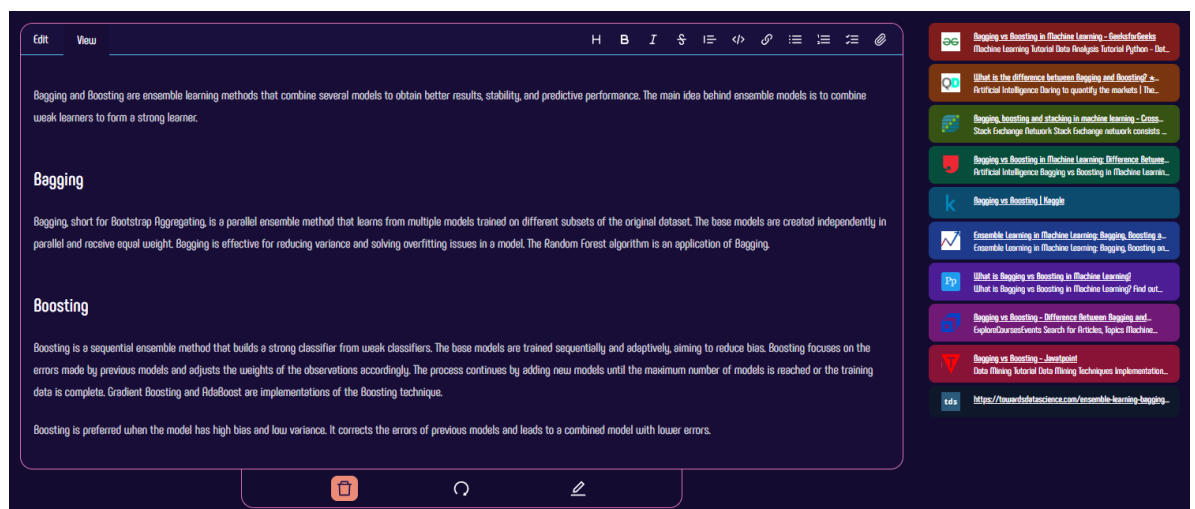 Edit View H B I S
Bagging and Boosting are ensemble learning methods that combine several models to obtain better results, stability, and predictive performance. The main idea behind ensemble models is to combine
weak learners to form a strong learner.
Bagging
Bagging, short for Bootstrap Aggregating, is a parallel ensemble method that learns from multiple models trained on different subsets of the original dataset. The base models are created independently in
parallel and receive equal weight. Bagging is effective for reducing variance and solving overfitting issues in a model. The Random Forest algorithm is an application of Bagging.
Boosting
Boosting is a sequential ensemble method that builds a strong classifier from weak classifiers. The base models are trained sequentially and adaptively, aiming to reduce bias. Boosting focuses on the
errors made by previous models and adjusts the weights of the observations accordingly. The process continues by adding new models until the maximum number of models is reached or the training
data is complete. Gradient Boosting and AdaBoost are implementations of the Boosting technique.
Boosting is preferred when the model has high bias and low variance. It corrects the errors of previous models and leads to a combined model with lower errors.
Bagging vs Boosting in Machine Learning - GeeksforGeeks
Machine Learning Tutorial Data Analysis Tutorial Python - Dat...
QD
What is the difference between Bagging and Boosting? ★...
Artificial Intelligence Daring to quantify the markets | The...
Bagging, boosting and stacking in machine learning - Cross...
Stack Exchange Network Stack Exchange network consists ...
Bagging vs Boosting in Machine Learning: Difference Betwee...
Artificial Intelligence Bagging vs Boosting in Machine Learnin...
k
Bagging vs Boosting | Kaggle
Ensemble Learning in Machine Learning: Bagging, Boosting a...
Ensemble Learning in Machine Learning: Bagging, Boosting an...
Pp
What is Bagging vs Boosting in Machine Learning?
What is Bagging vs Boosting in Machine Learning? Find out...
Bagging vs Boosting - Difference Between Bagging and...
ExploreCoursesEvents Search for Articles, Topics Machine...
Bagging vs Boosting - Javatpoint
Data Mining Tutorial Data Mining Techniques Implementation...
tds
https://towardsdatascience.com/ensemble-learning-bagging...